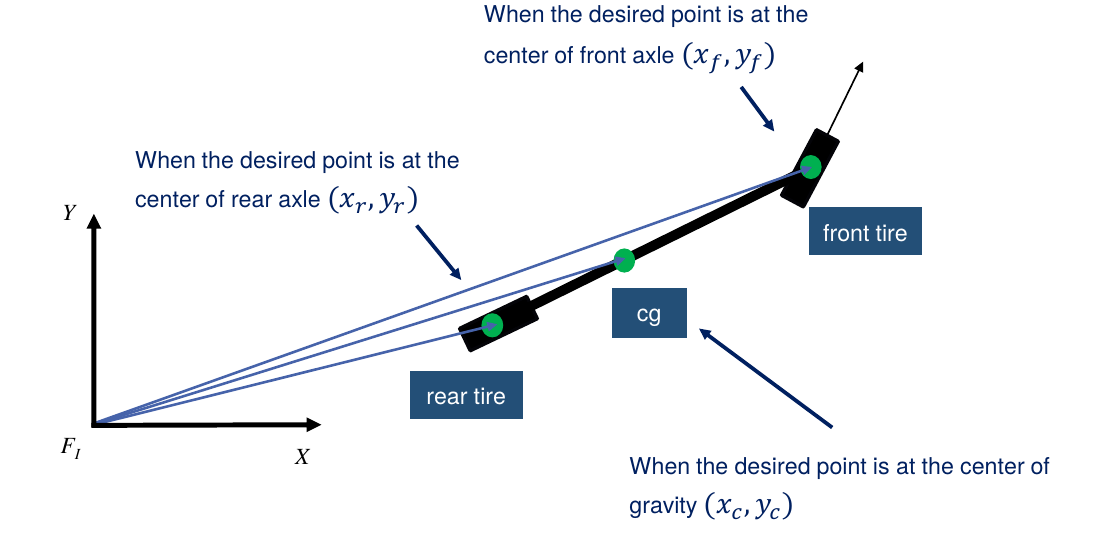 When the desired point is at the
center of front axle (x_f, y_f)
When the desired point is at the
center of rear axle (x_r, y_r)
Y
front tire
cg
rear tire
F_I
X
When the desired point is at the center of
gravity (x_c, y_c)